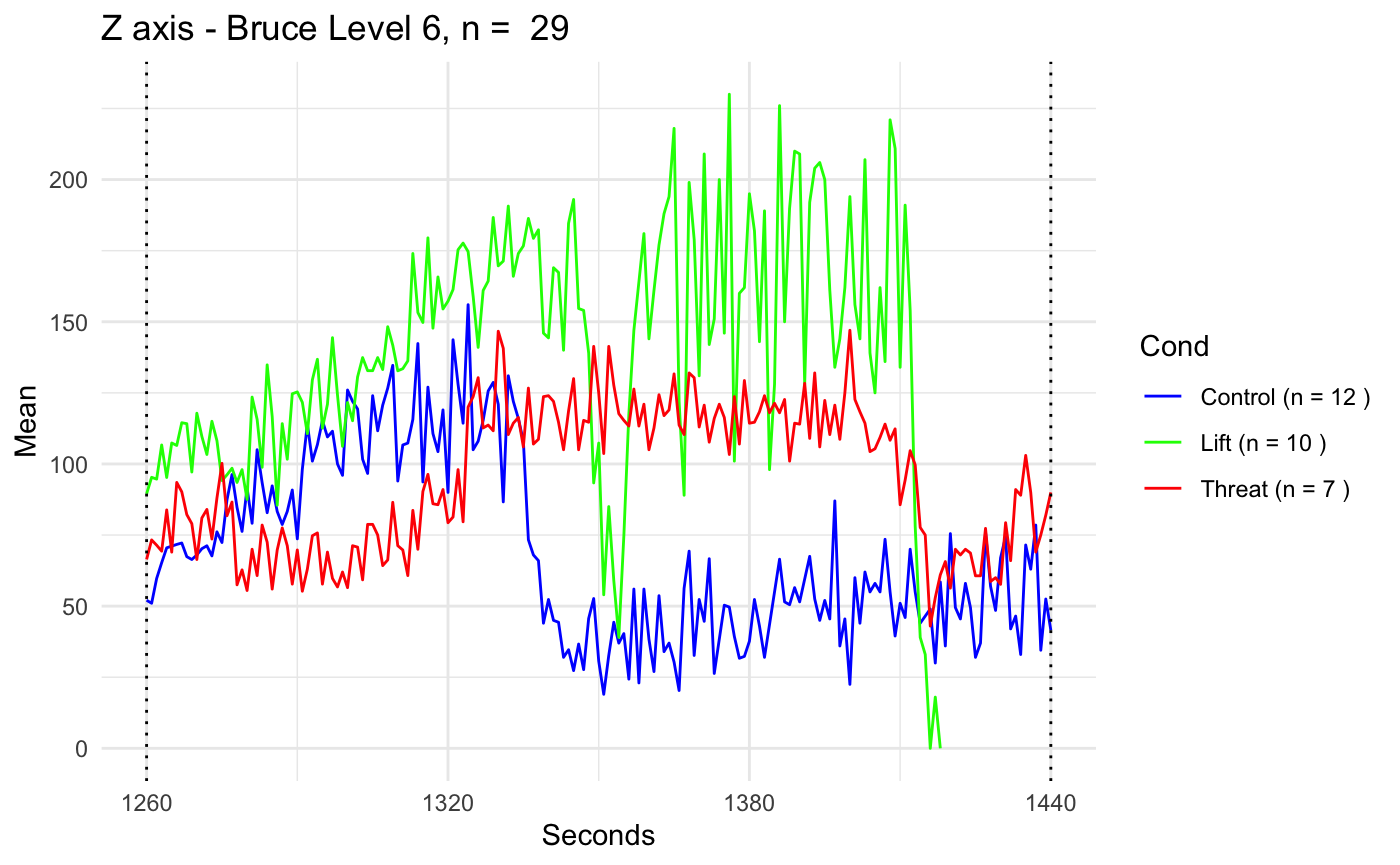 Z axis - Bruce Level 6, n =  29
200
150
100
50
0
Mean
1260
1320
1380
1440
Seconds
Cond
Control (n = 12 )
Lift (n = 10 )
Threat (n = 7 )